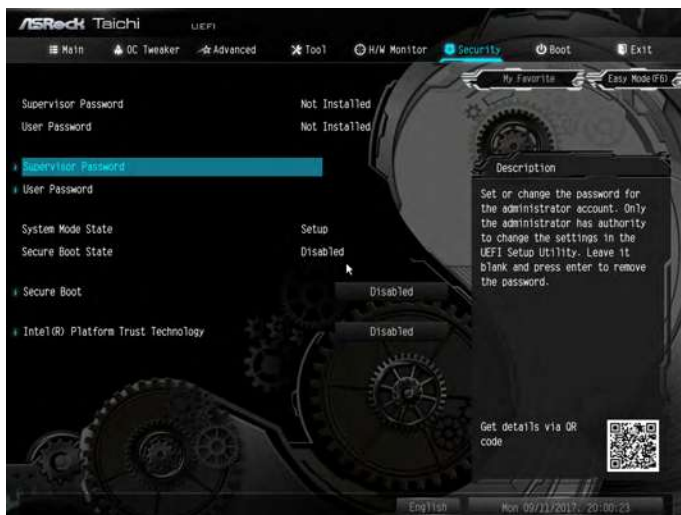 ASRock Taichi UEFI
Main OC Tweaker Advanced Tool H/W Monitor Security Boot Exit
My Favorite Easy Mode(F6)
Supervisor Password Not Installed
User Password Not Installed
Supervisor Password
User Password
System Mode State Setup
Secure Boot State Disabled
Secure Boot Disabled
Intel(R) Platform Trust Technology Disabled
Description
Set or change the password for
the administrator account. Only
the administrator has authority
to change the settings in the
UEFI Setup Utility. Leave it
blank and press enter to remove
the password.
Get details via QR
code
English Mon 09/11/2017. 20:00:23